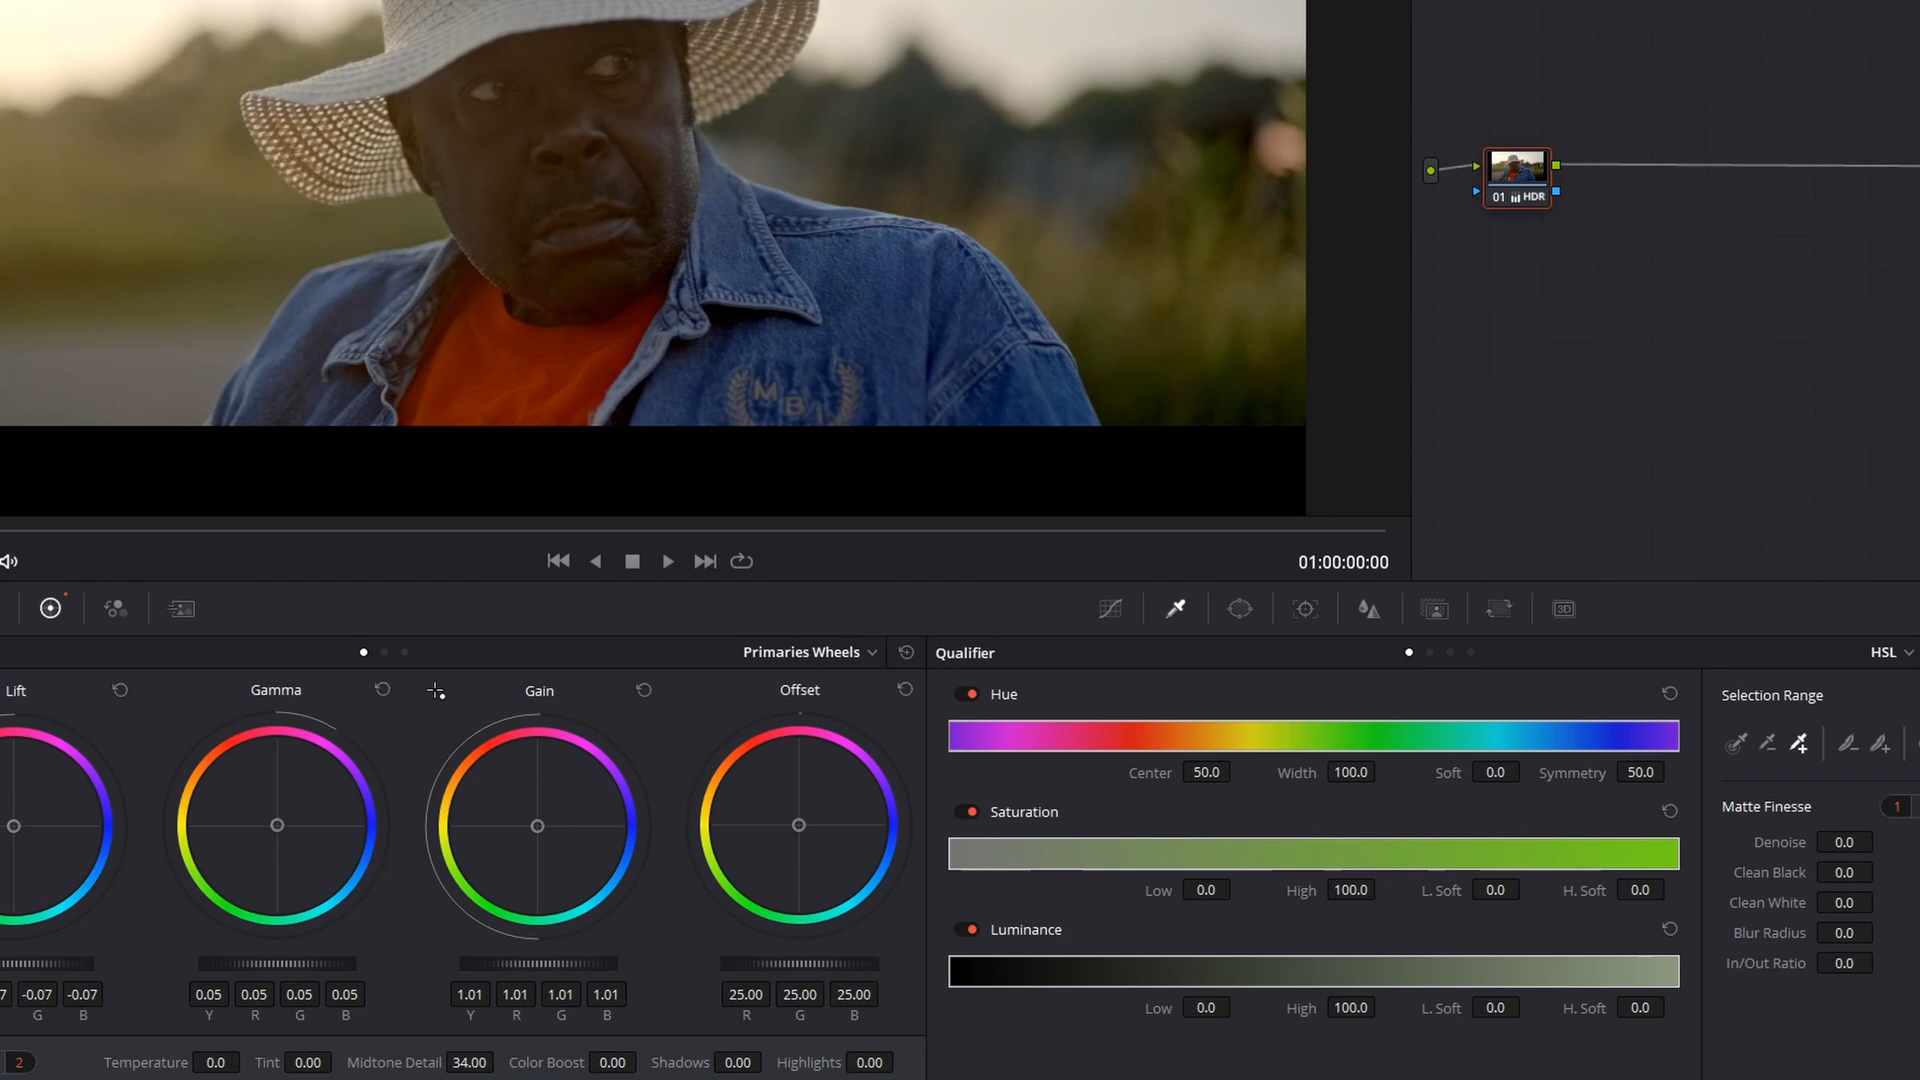 MBI
01 HDR
01:00:00:00
3D
Primaries Wheels
Qualifier
HSL
Lift
Gamma
Gain
Offset
Hue
Selection Range
Center 50.0 Width 100.0 Soft 0.0 Symmetry 50.0
Saturation
Matte Finesse 1
Denoise 0.0
Clean Black 0.0
Low 0.0 High 100.0 L. Soft 0.0 H. Soft 0.0
Clean White 0.0
Luminance
Blur Radius 0.0
In/Out Ratio 0.0
7 -0.07 -0.07 0.05 0.05 0.05 0.05 1.01 1.01 1.01 1.01 25.00 25.00 25.00
G B Y R G B Y R G B R G B
Low 0.0 High 100.0 L. Soft 0.0 H. Soft 0.0
2 Temperature 0.0 Tint 0.00 Midtone Detail 34.00 Color Boost 0.00 Shadows 0.00 Highlights 0.00